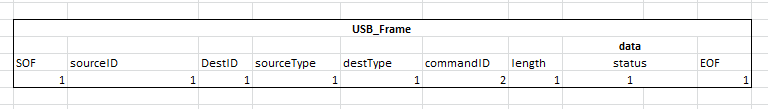 USB_Frame
data
SOF sourceID DestID sourceType destType commandID length status EOF
1 1 1 1 1 2 1 1 1